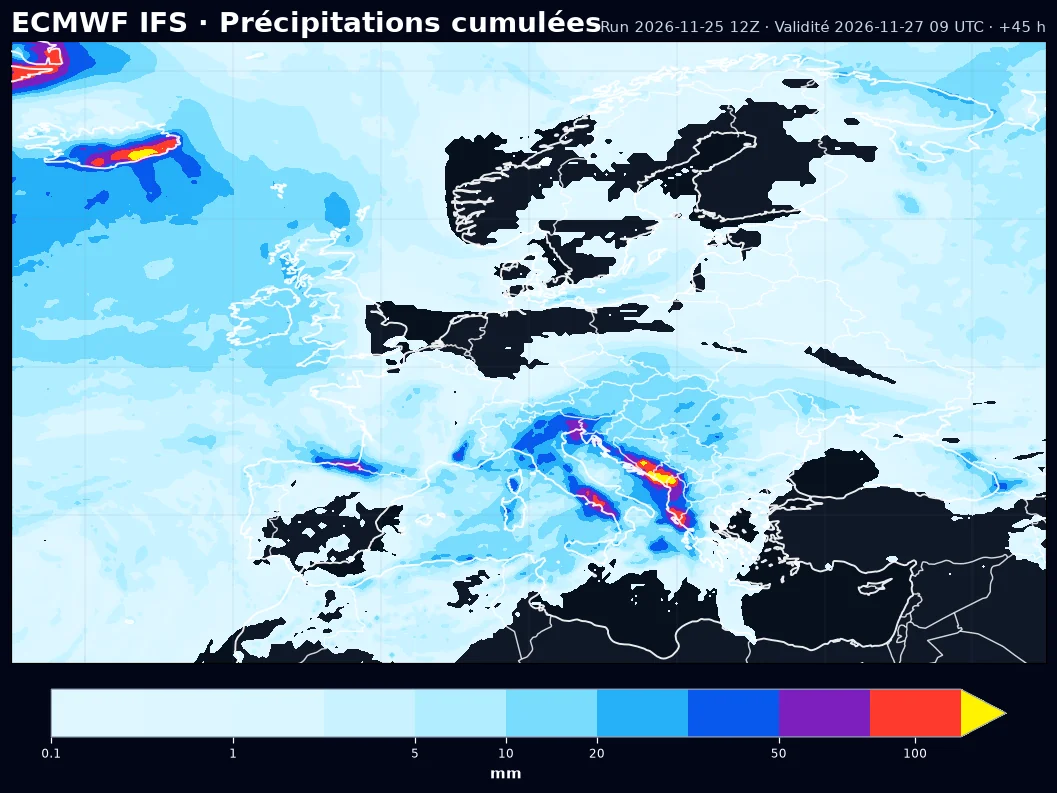 ECMWF IFS · Précipitations cumulées
Run 2026-11-25 12Z · Validité 2026-11-27 09 UTC · +45 h
0.1 1 5 10 20 50 100
mm